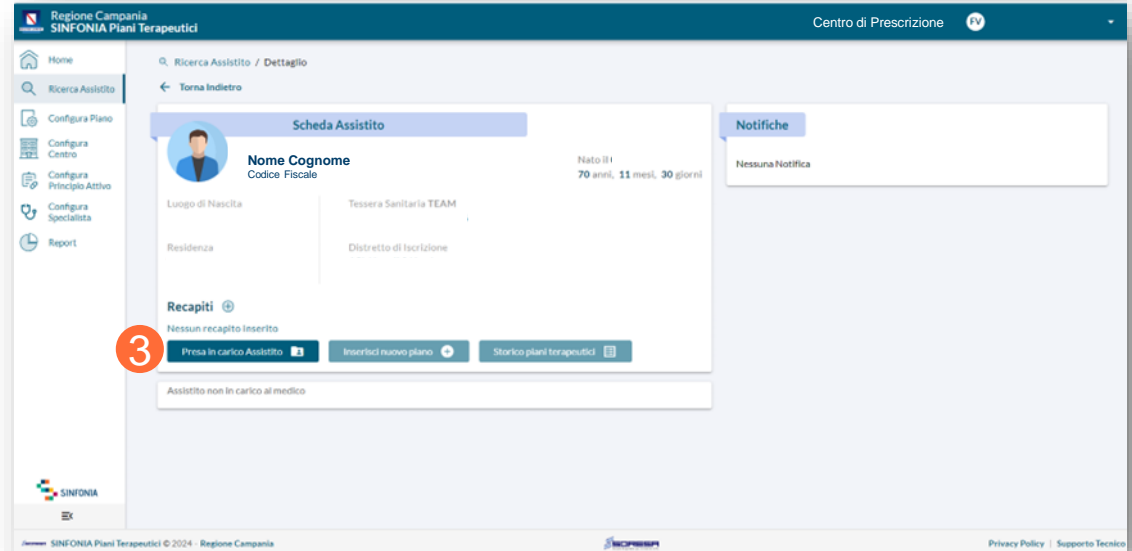 Regione Campania
SINFONIA Piani Terapeutici
Centro di Prescrizione
FV
Home
Ricerca Assistito
Configura Piano
Configura
Centro
Configura
Principio Attivo
Configura
Specialista
Report
Ricerca Assistito / Dettaglio
Torna Indietro
Scheda Assistito
Nome Cognome
Codice Fiscale
Nato il
70 anni, 11 mesi, 30 giorni
Luogo di Nascita
Tessera Sanitaria TEAM
Residenza
Distretto di Iscrizione
Recapiti
Nessun recapito inserito
3
Presa in carico Assistito
Inserisci nuovo piano
Storico piani terapeutici
Assistito non in carico al medico
Notifiche
Nessuna Notifica
SINFONIA
SINFONIA Piani Terapeutici © 2024 - Regione Campania
SORESA
Privacy Policy | Supporto Tecnico